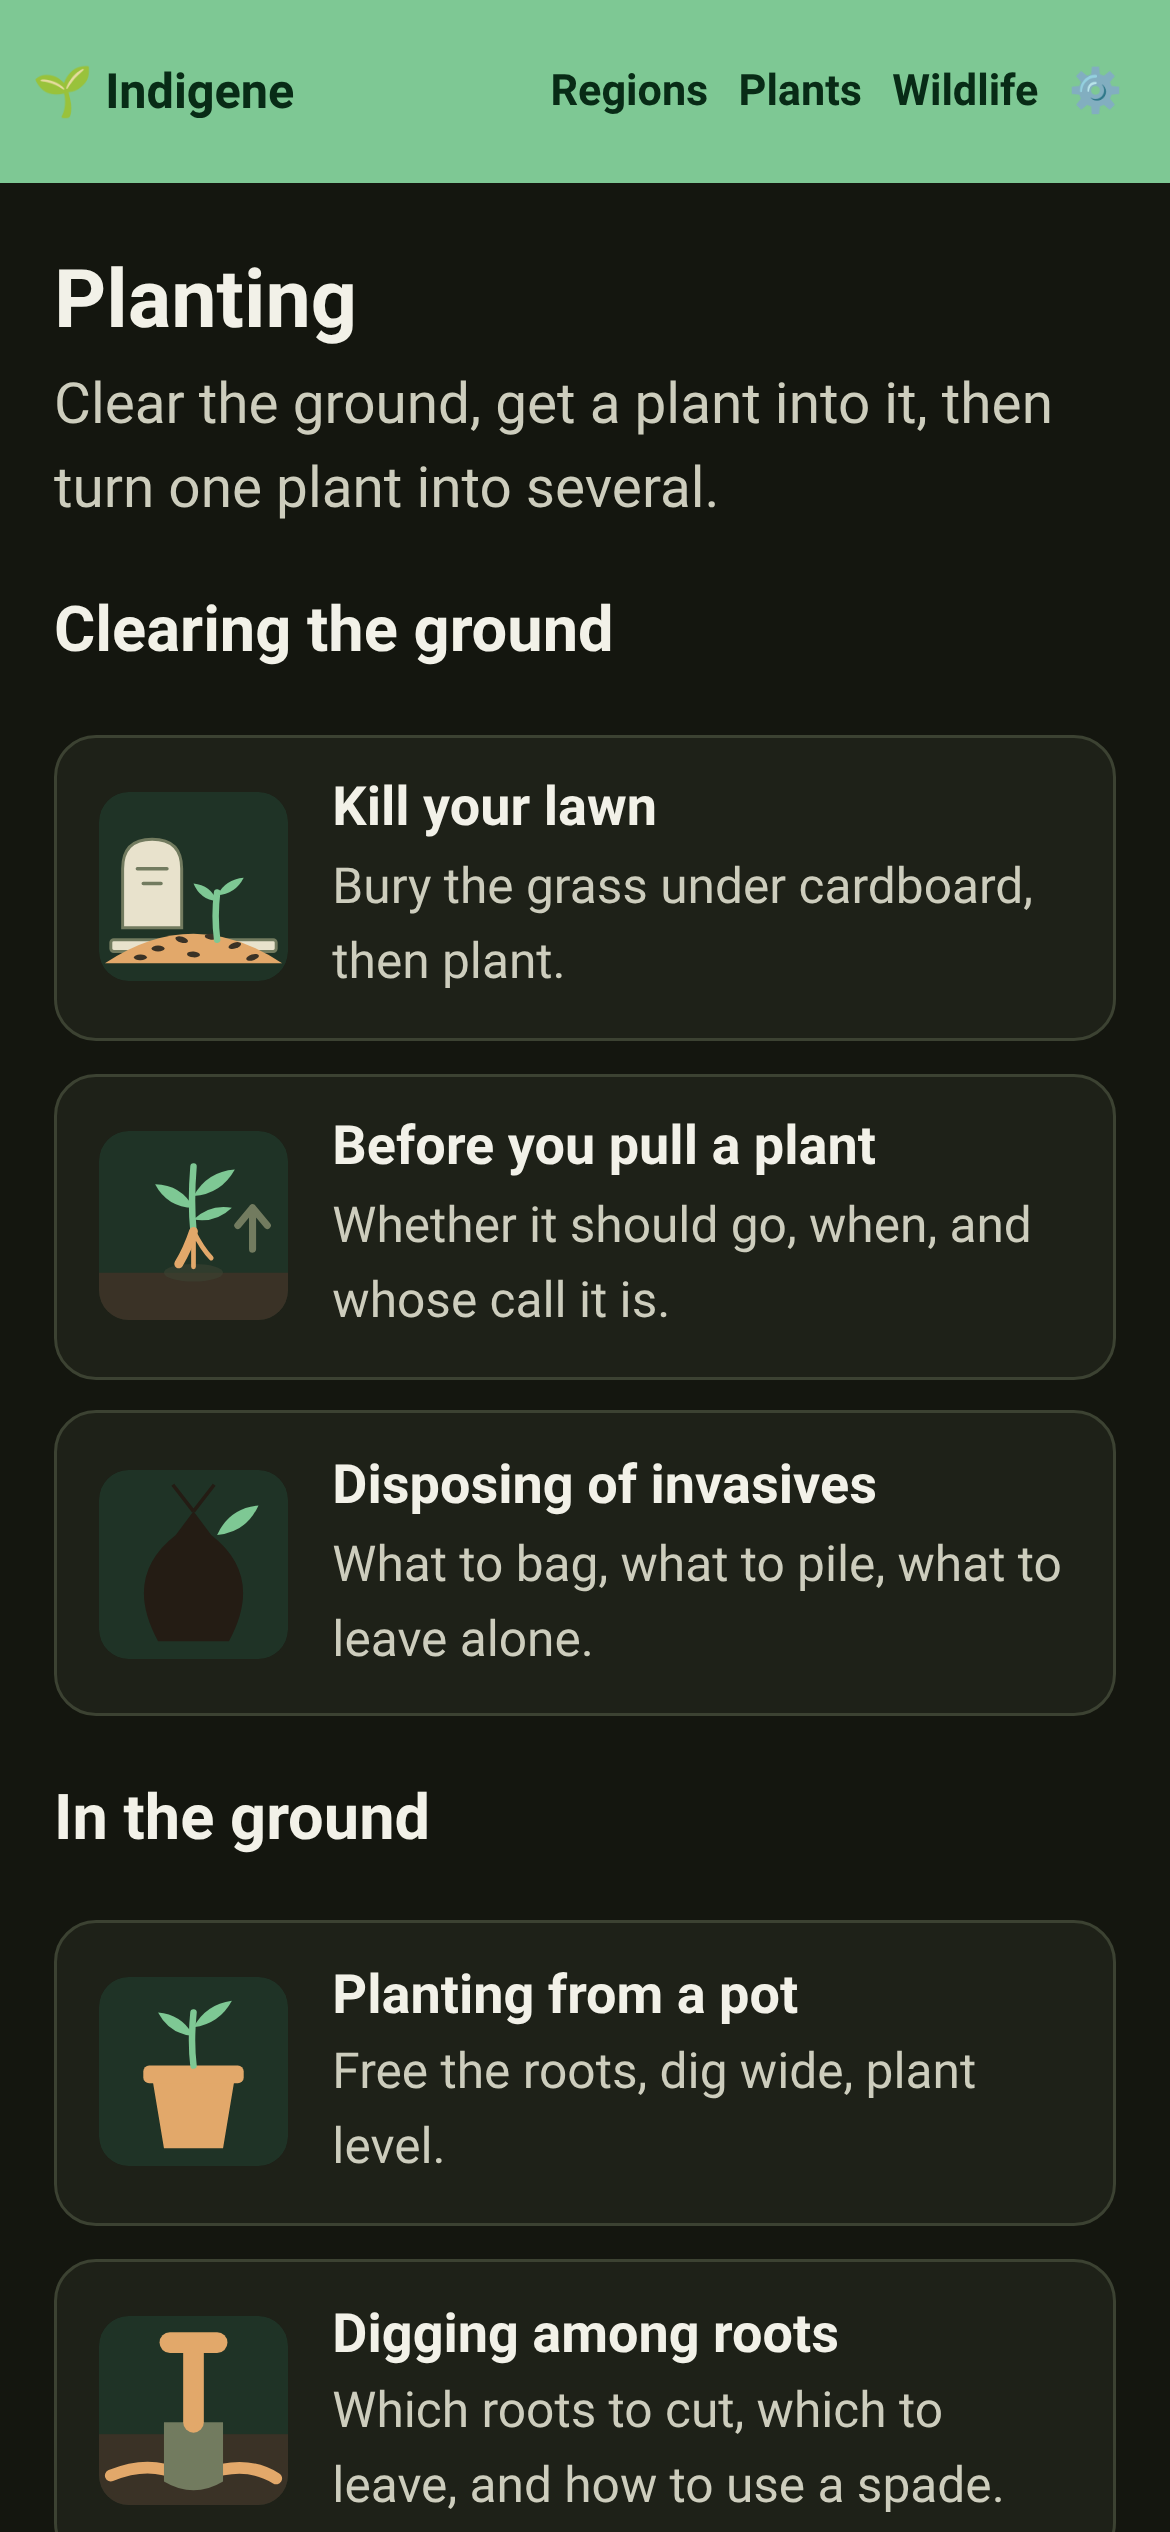 🌱 Indigene
Regions Plants Wildlife ⚙️
Planting
Clear the ground, get a plant into it, then
turn one plant into several.
Clearing the ground
Kill your lawn
Bury the grass under cardboard,
then plant.
Before you pull a plant
Whether it should go, when, and
whose call it is.
Disposing of invasives
What to bag, what to pile, what to
leave alone.
In the ground
Planting from a pot
Free the roots, dig wide, plant
level.
Digging among roots
Which roots to cut, which to
leave, and how to use a spade.